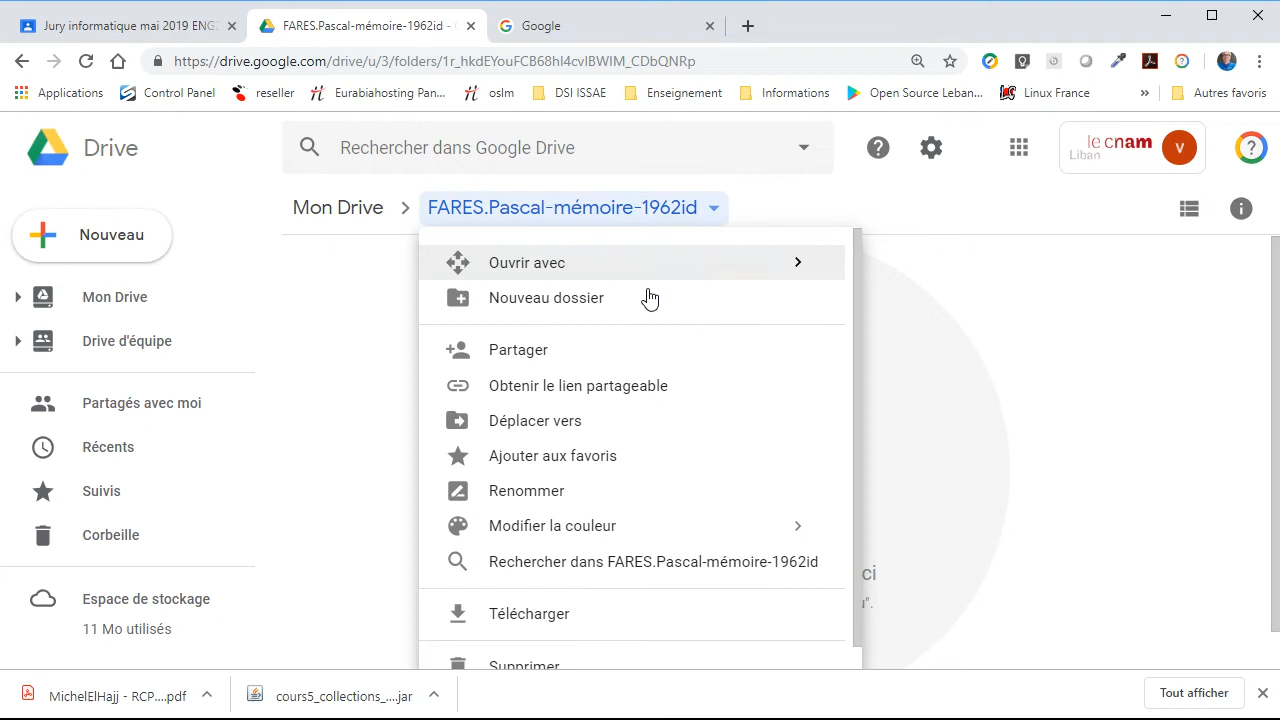 Jury informatique mai 2019 ENG
FARES.Pascal-mémoire-1962id -
Google
https://drive.google.com/drive/u/3/folders/1r_hkdEYouFCB68hI4cvIBWIM_CDbQNRp
Applications
Control Panel
reseller
Eurabiahosting Pan...
oslm
DSI ISSAE
Enseignement
Informations
Open Source Leban...
Linux France
»
Autres favoris
Drive
Rechercher dans Google Drive
le cnam
Liban
V
Mon Drive > FARES.Pascal-mémoire-1962id
Nouveau
Mon Drive
Drive d'équipe
Partagés avec moi
Récents
Suivis
Corbeille
Espace de stockage
11 Mo utilisés
Ouvrir avec
Nouveau dossier
Partager
Obtenir le lien partageable
Déplacer vers
Ajouter aux favoris
Renommer
Modifier la couleur
Rechercher dans FARES.Pascal-mémoire-1962id
Télécharger
Supprimer
ci
".
MichelElHajj - RCP....pdf
cours5_collections_....jar
Tout afficher